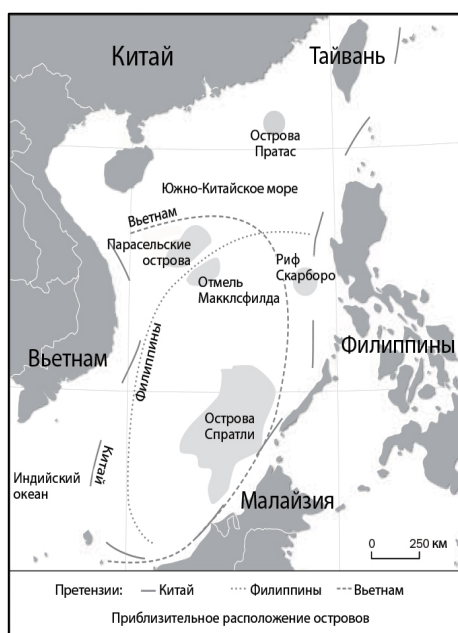 Китай
Тайвань
Острова
Пратас
Южно-Китайское море
Вьетнам
Парасельские
острова
Риф
Скарборо
Отмель
Макклсфилда
Филиппины
Вьетнам
Филиппины
Острова
Спратли
Китай
Индийский
океан
Малайзия
0 250 км
Претензии: Китай Филиппины Вьетнам
Приблизительное расположение островов